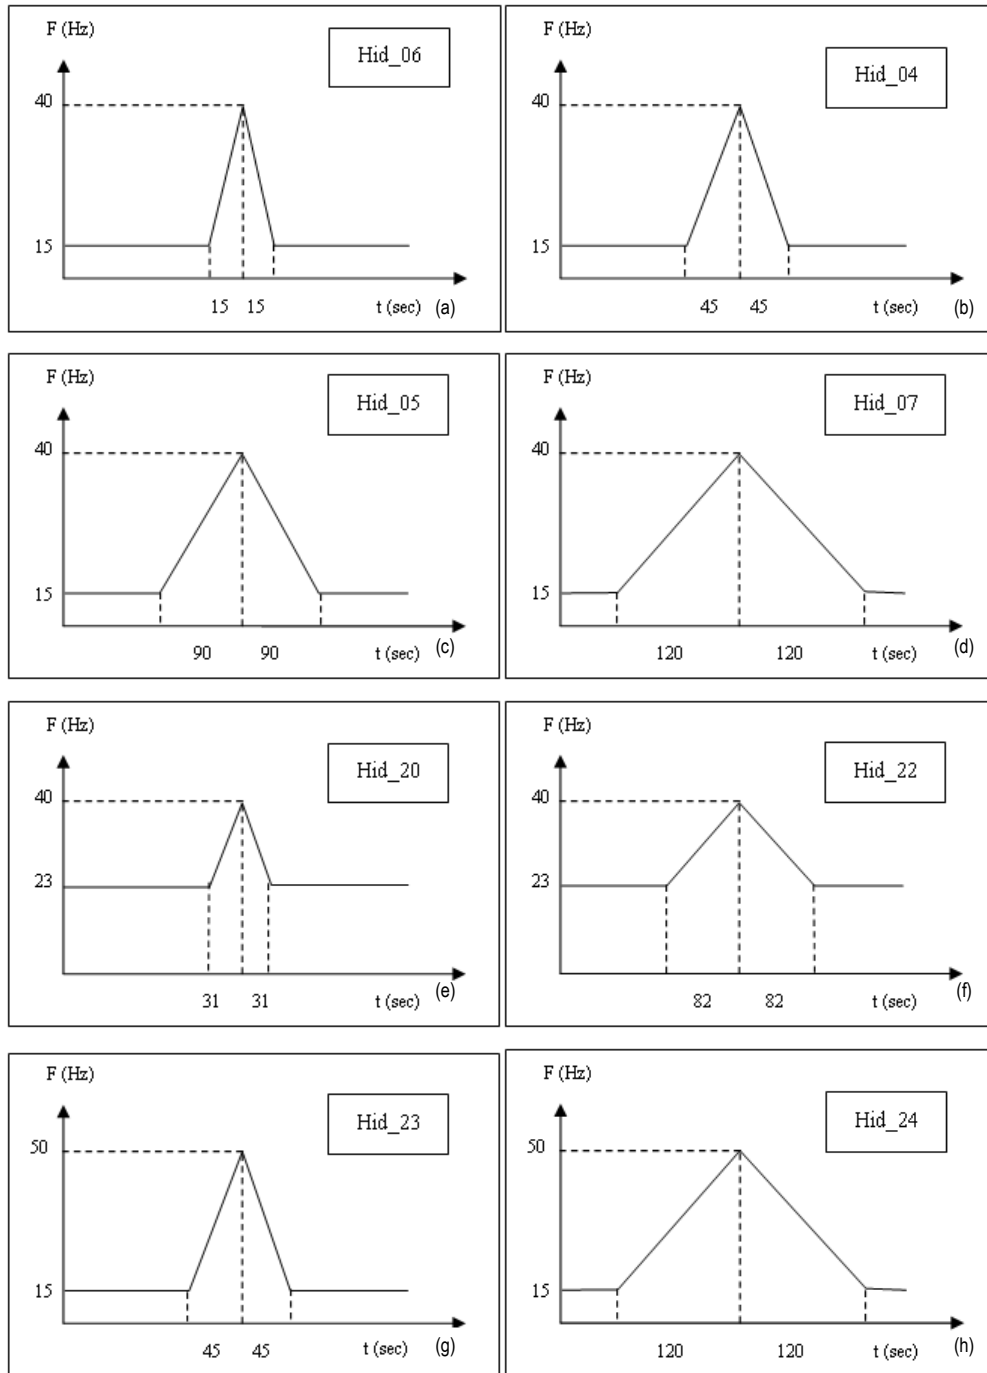 F (Hz)
Hid_06
40
15
15 15 t (sec) (a)
F (Hz)
Hid_04
40
15
45 45 t (sec) (b)
F (Hz)
Hid_05
40
15
90 90 t (sec) (c)
F (Hz)
Hid_07
40
15
120 120 t (sec) (d)
F (Hz)
Hid_20
40
23
31 31 t (sec) (e)
F (Hz)
Hid_22
40
23
82 82 t (sec) (f)
F (Hz)
Hid_23
50
15
45 45 t (sec) (g)
F (Hz)
Hid_24
50
15
120 120 t (sec) (h)